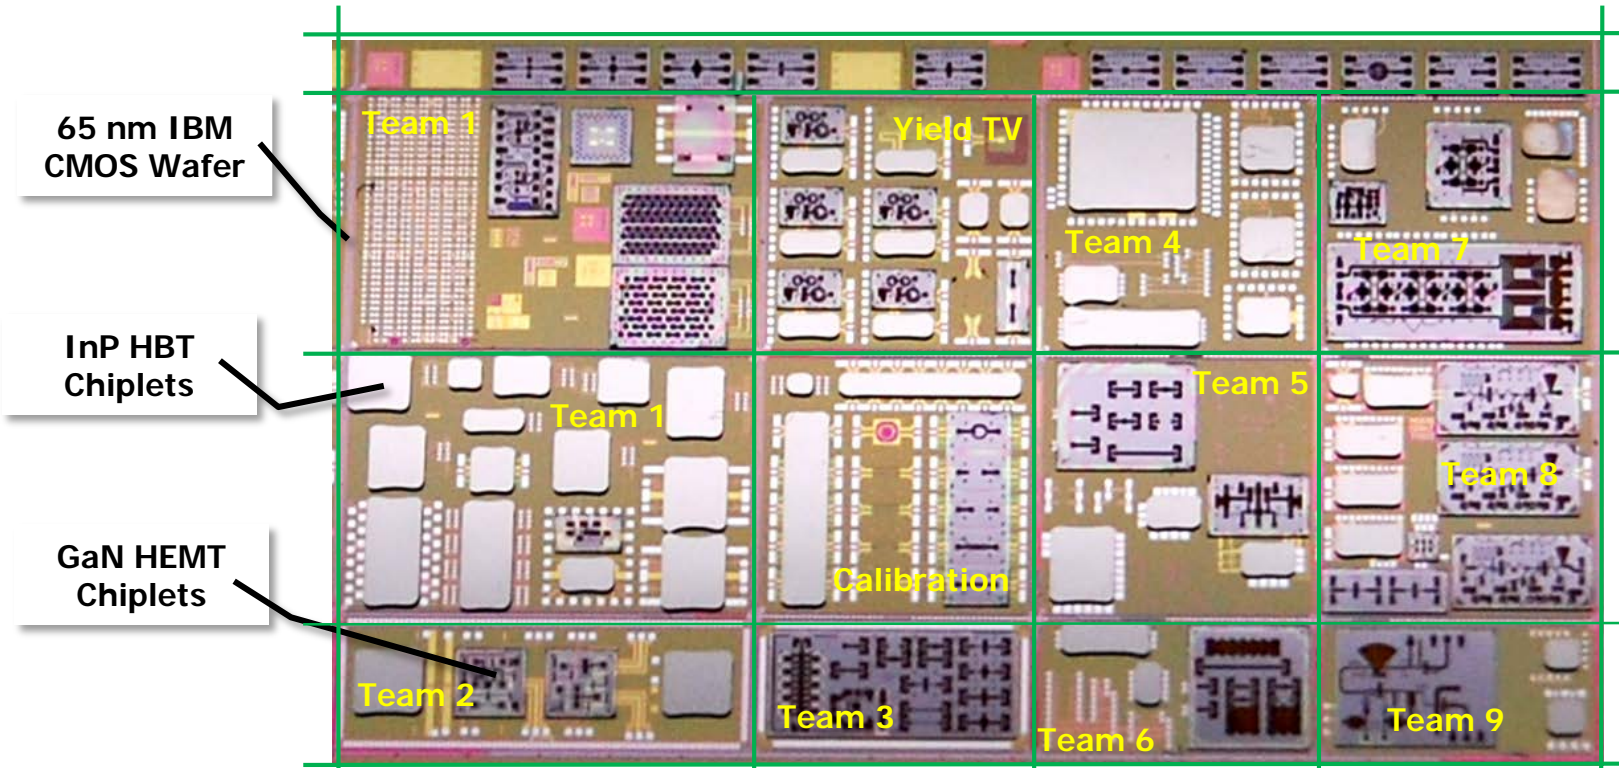 65 nm IBM
CMOS Wafer
InP HBT
Chiplets
GaN HEMT
Chiplets
Team 1
Yield TV
Team 4
Team 7
Team 1
Calibration
Team 5
Team 8
Team 2
Team 3
Team 6
Team 9